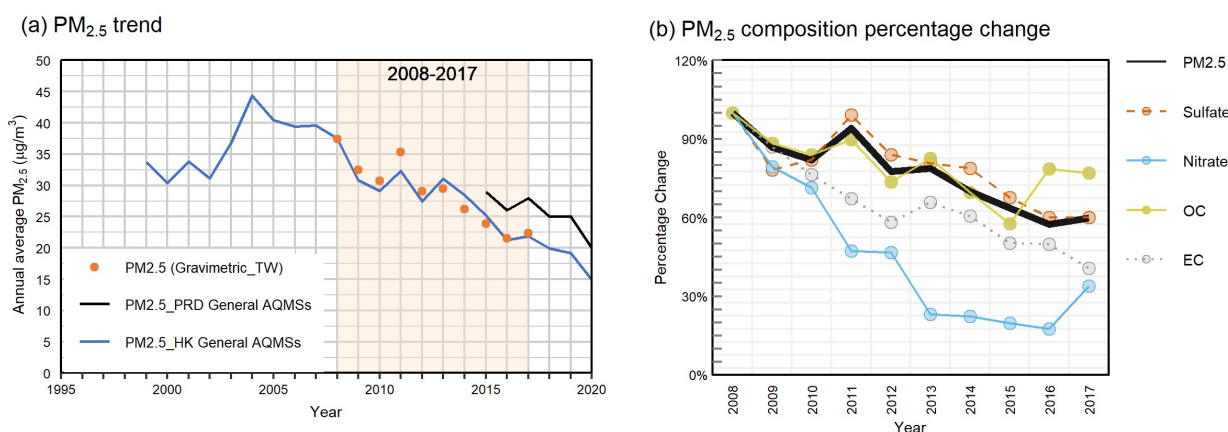 (a) PM2.5 trend
50
45
40
35
30
25
20
15
10
5
0
Annual average PM2.5 (µg/m3)
2008-2017
PM2.5 (Gravimetric_TW)
PM2.5_PRD General AQMSs
PM2.5_HK General AQMSs
1995 2000 2005 2010 2015 2020
Year
(b) PM2.5 composition percentage change
120%
90%
60%
30%
0%
Percentage Change
2008 2009 2010 2011 2012 2013 2014 2015 2016 2017
Year
PM2.5
Sulfate
Nitrate
OC
EC